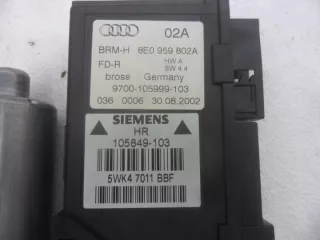 02A
BRM-H 8E0 959 802A
FD-R HW A
SW 4.4
brose Germany
9700-105999-103
036 0006 30.08.2002
SIEMENS
HR
105849-103
5WK4 7011 BBF